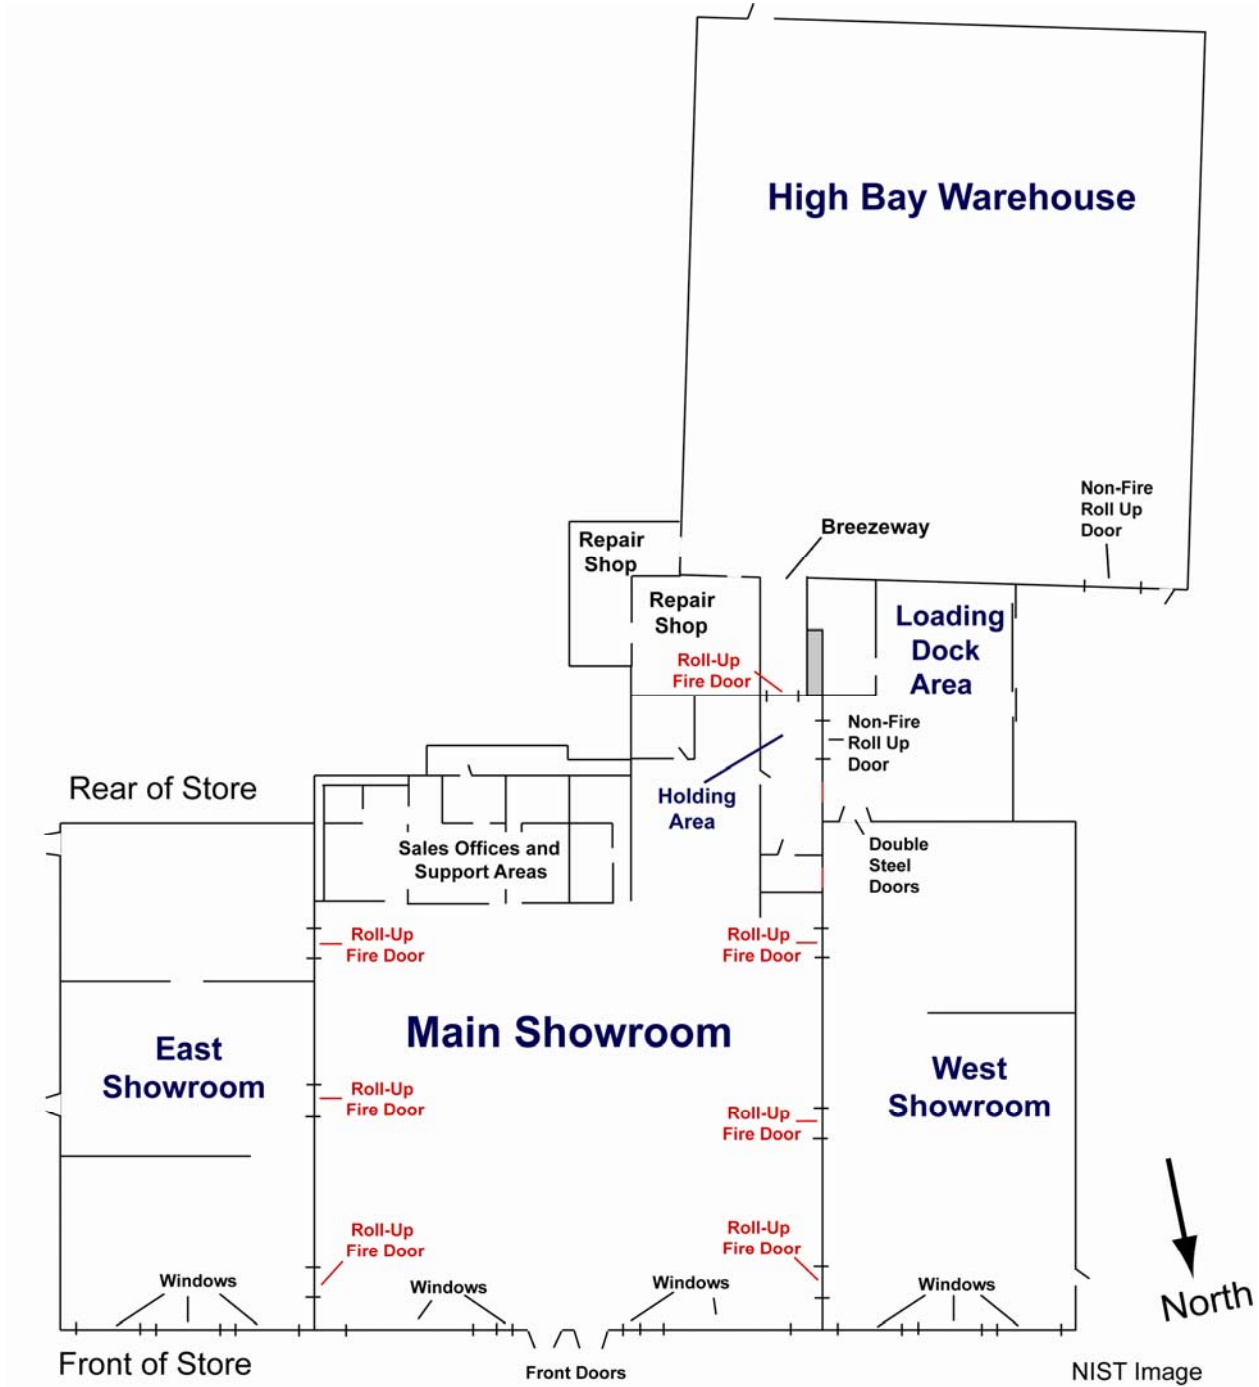 High Bay Warehouse
Non-Fire
Roll Up
Door
Breezeway
Repair
Shop
Repair
Shop
Loading
Dock
Area
Roll-Up
Fire Door
Non-Fire
Roll Up
Door
Rear of Store
Holding
Area
Sales Offices and
Support Areas
Double
Steel
Doors
Roll-Up
Fire Door
Roll-Up
Fire Door
Main Showroom
East
Showroom
West
Showroom
Roll-Up
Fire Door
Roll-Up
Fire Door
Roll-Up
Fire Door
Roll-Up
Fire Door
Windows
Windows
Windows
Windows
North
Front of Store
Front Doors
NIST Image